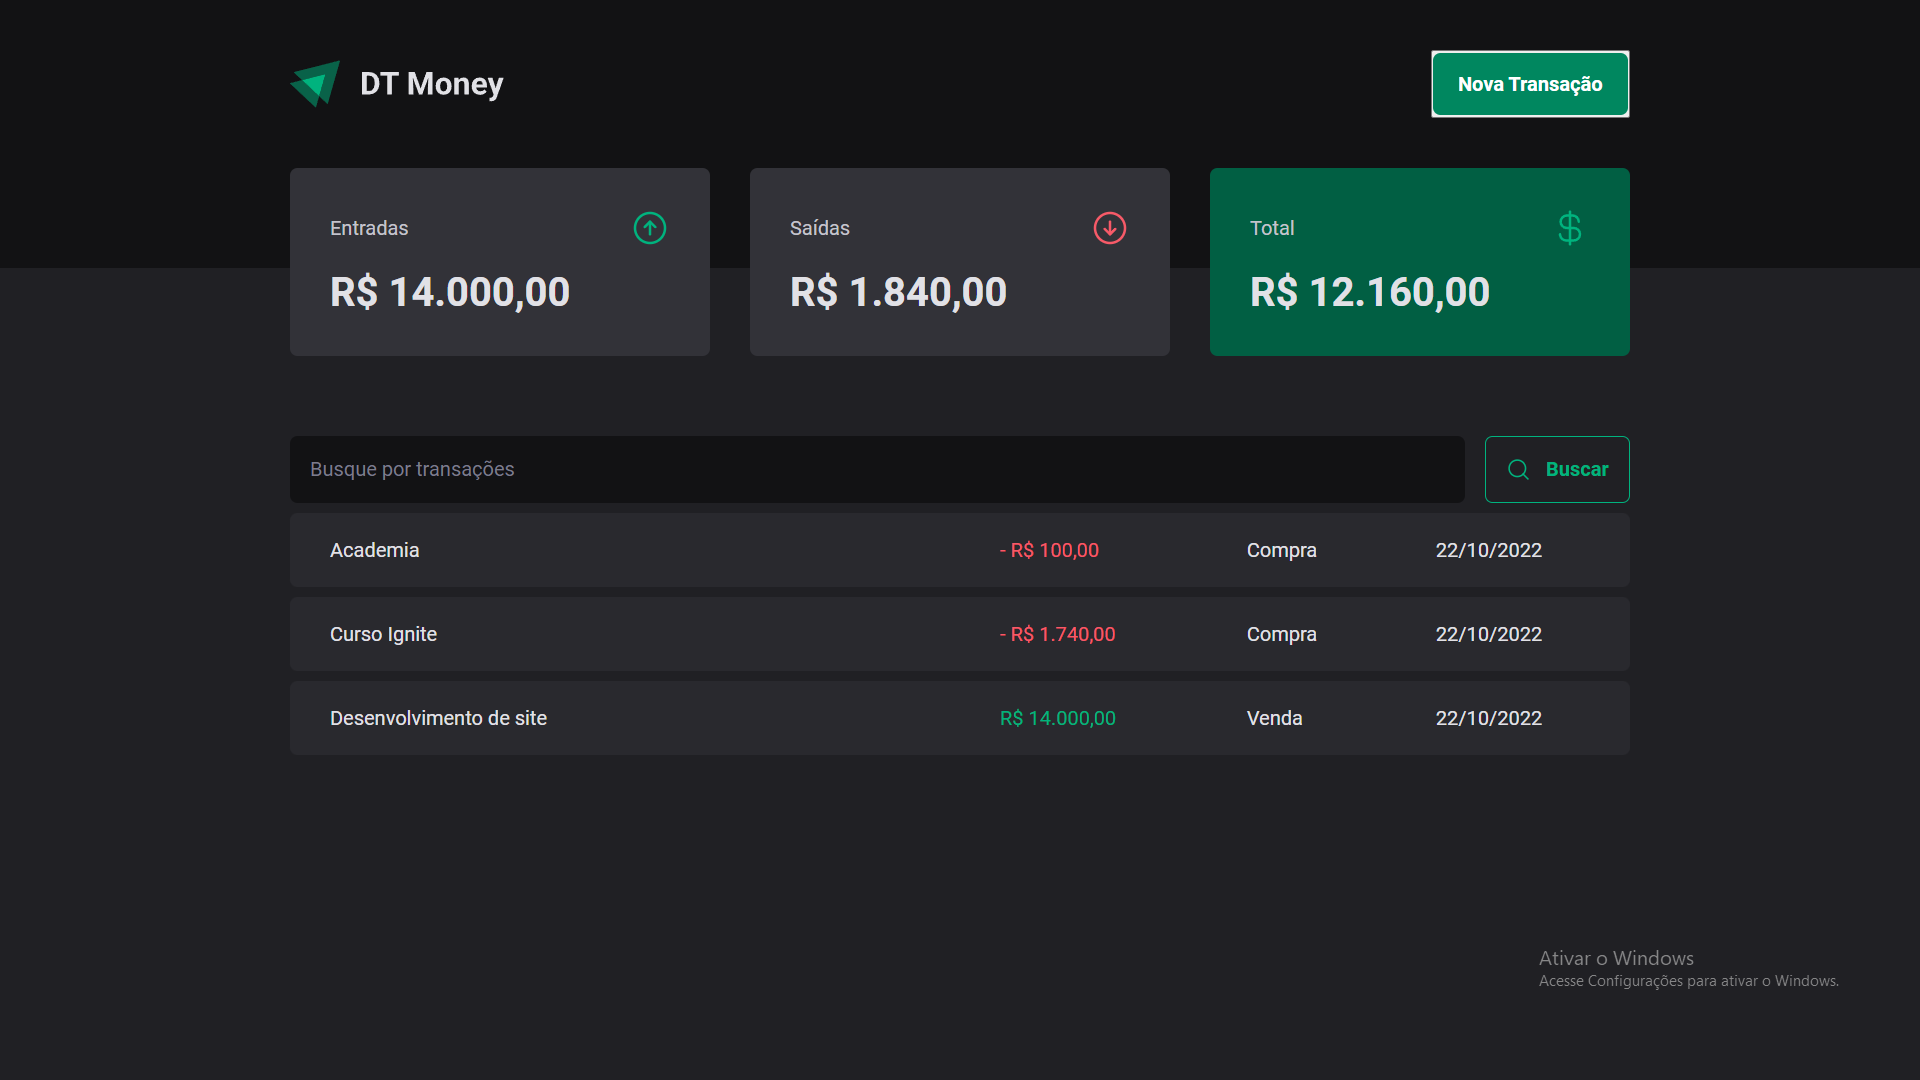 DT Money
Nova Transação
Entradas
R$ 14.000,00
Saídas
R$ 1.840,00
Total
R$ 12.160,00
Busque por transações
Buscar
Academia - R$ 100,00 Compra 22/10/2022
Curso Ignite - R$ 1.740,00 Compra 22/10/2022
Desenvolvimento de site R$ 14.000,00 Venda 22/10/2022
Ativar o Windows
Acesse Configurações para ativar o Windows.